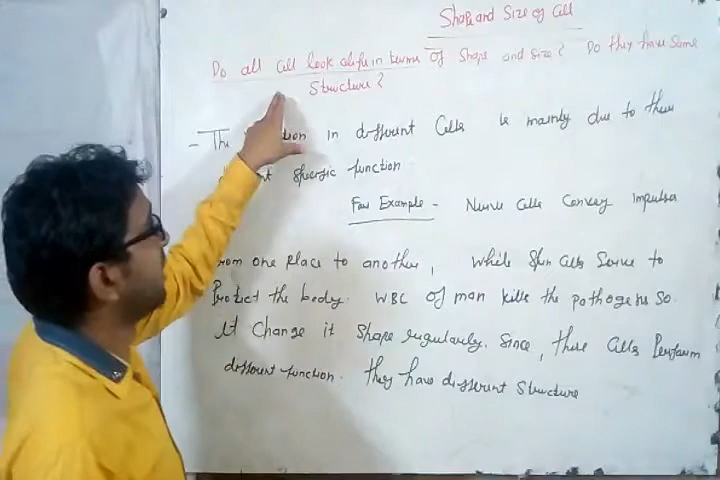 Shape and Size of Cell
Do all cell look alike in terms of Shape and Size? Do they have same
Structure?
- The in different Cells is mainly due to their
specific function
For Example - Nerve cells Convey impulses
from one place to another, while skin cells serve to
Protect the body. WBC of man kills the pathogens so.
it change it Shape regularly. Since, these cells Perform
different function. They have different Structure